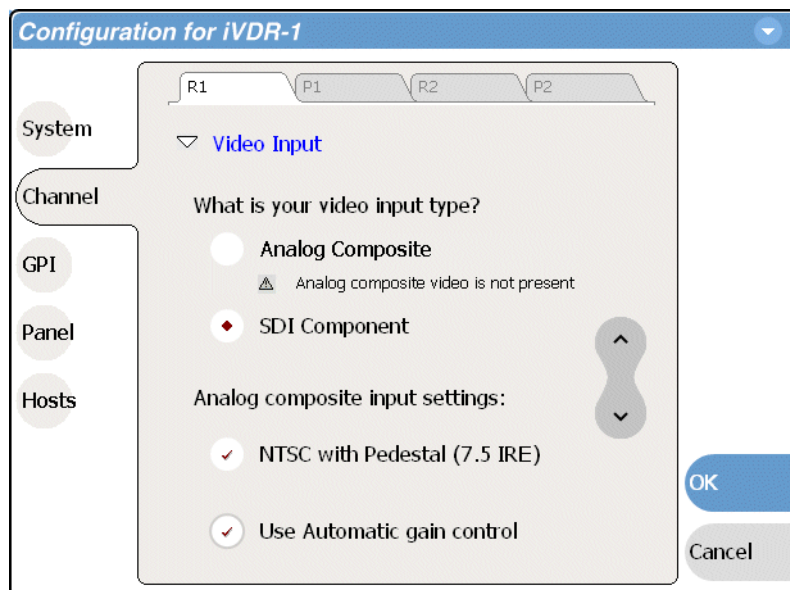 Configuration for iVDR-1
R1
P1
R2
P2
System
Channel
GPI
Panel
Hosts
Video Input
What is your video input type?
Analog Composite
Analog composite video is not present
SDI Component
Analog composite input settings:
NTSC with Pedestal (7.5 IRE)
Use Automatic gain control
OK
Cancel